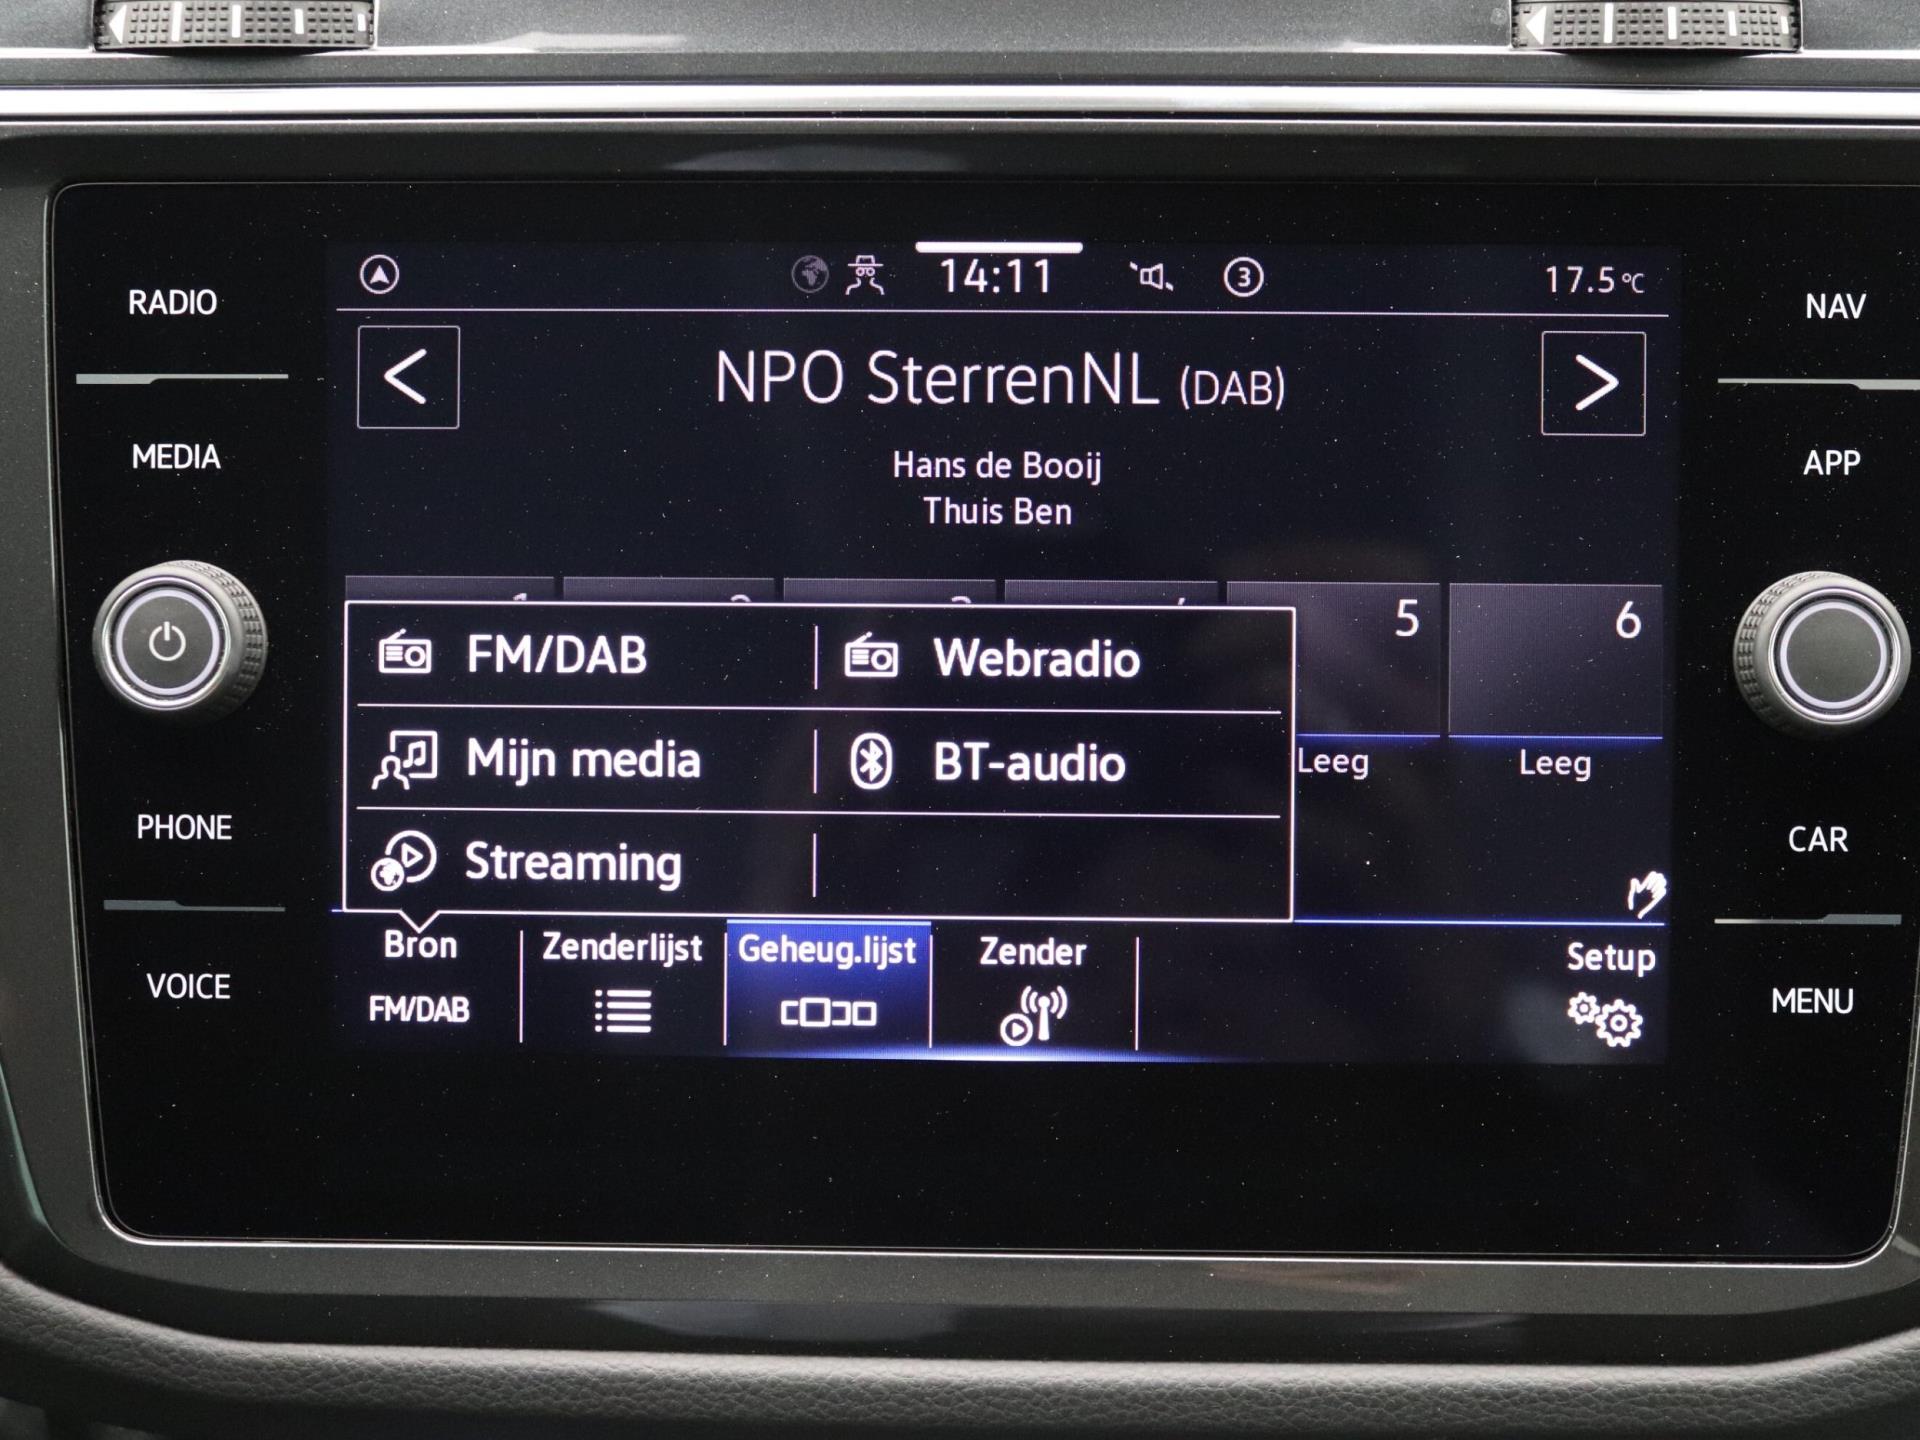 14:11
3
17.5 °C
RADIO
NAV
NPO SterrenNL (DAB)
MEDIA
APP
Hans de Booij
Thuis Ben
5
6
FM/DAB
Webradio
Mijn media
BT-audio
Leeg
Leeg
Streaming
PHONE
CAR
Bron
Zenderlijst
Geheug.lijst
Zender
Setup
FM/DAB
VOICE
MENU